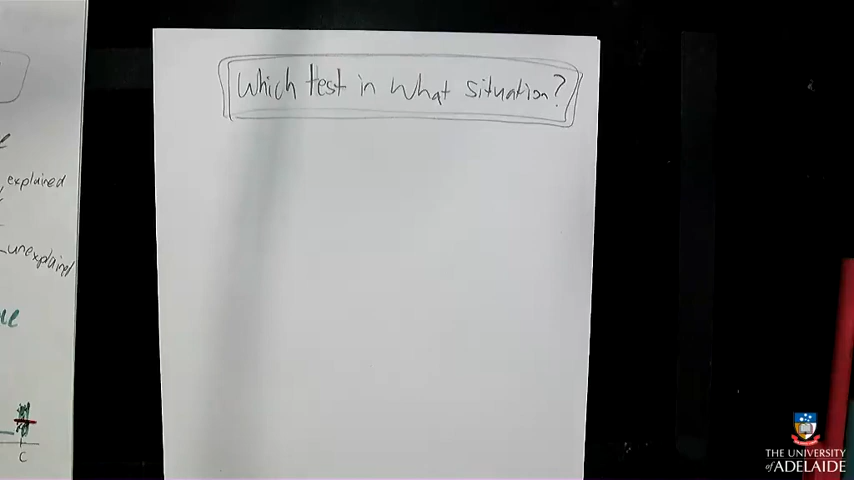 Which test in what situation?
explained
unexplained
C
THE UNIVERSITY
of ADELAIDE